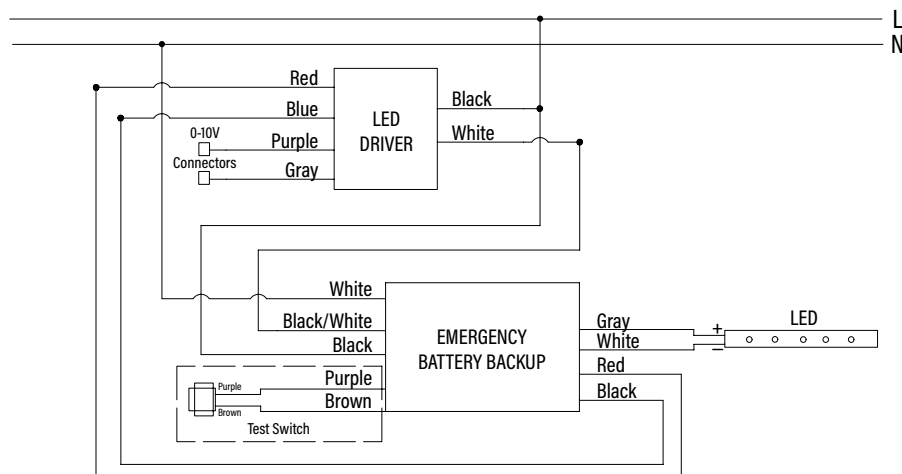 L
N
Red
Blue
0-10V
Connectors
Purple
Gray
LED
DRIVER
Black
White
White
Black/White
Black
Purple
Brown
Purple
Brown
Test Switch
EMERGENCY
BATTERY BACKUP
Gray
White
Red
Black
+
–
LED